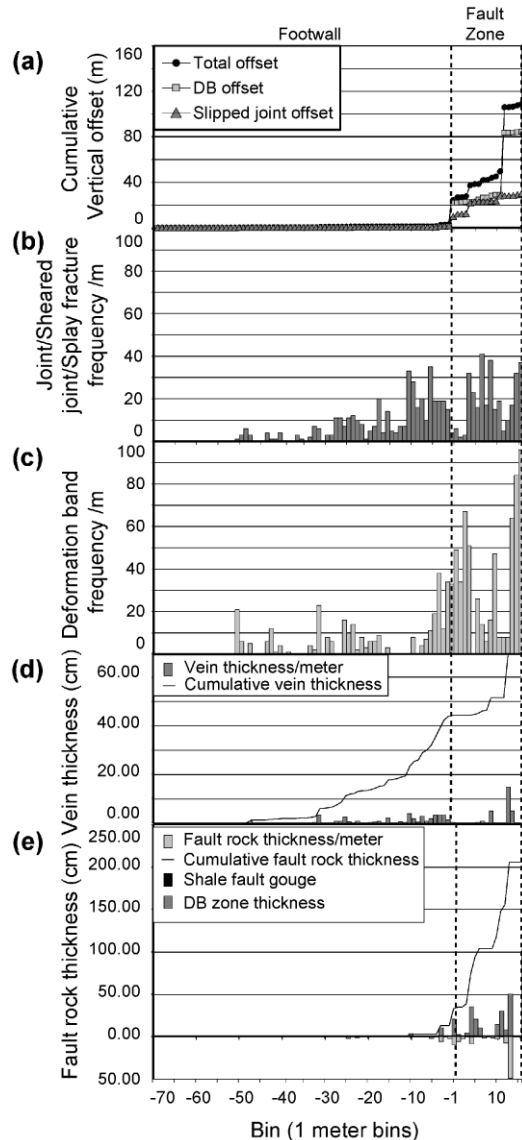 Footwall
Fault
Zone
(a)
Cumulative
Vertical offset (m)
160
120
80
40
0
Total offset
DB offset
Slipped joint offset
(b)
Joint/Sheared
joint/Splay fracture
frequency /m
100
80
60
40
20
0
(c)
Deformation band
frequency /m
100
80
60
40
20
0
(d)
Vein thickness (cm)
60.00
40.00
20.00
0.00
Vein thickness/meter
Cumulative vein thickness
(e)
Fault rock thickness (cm)
250.00
200.00
150.00
100.00
50.00
0.00
50.00
Fault rock thickness/meter
Cumulative fault rock thickness
Shale fault gouge
DB zone thickness
-70 -60 -50 -40 -30 -20 -10 -1 10
Bin (1 meter bins)